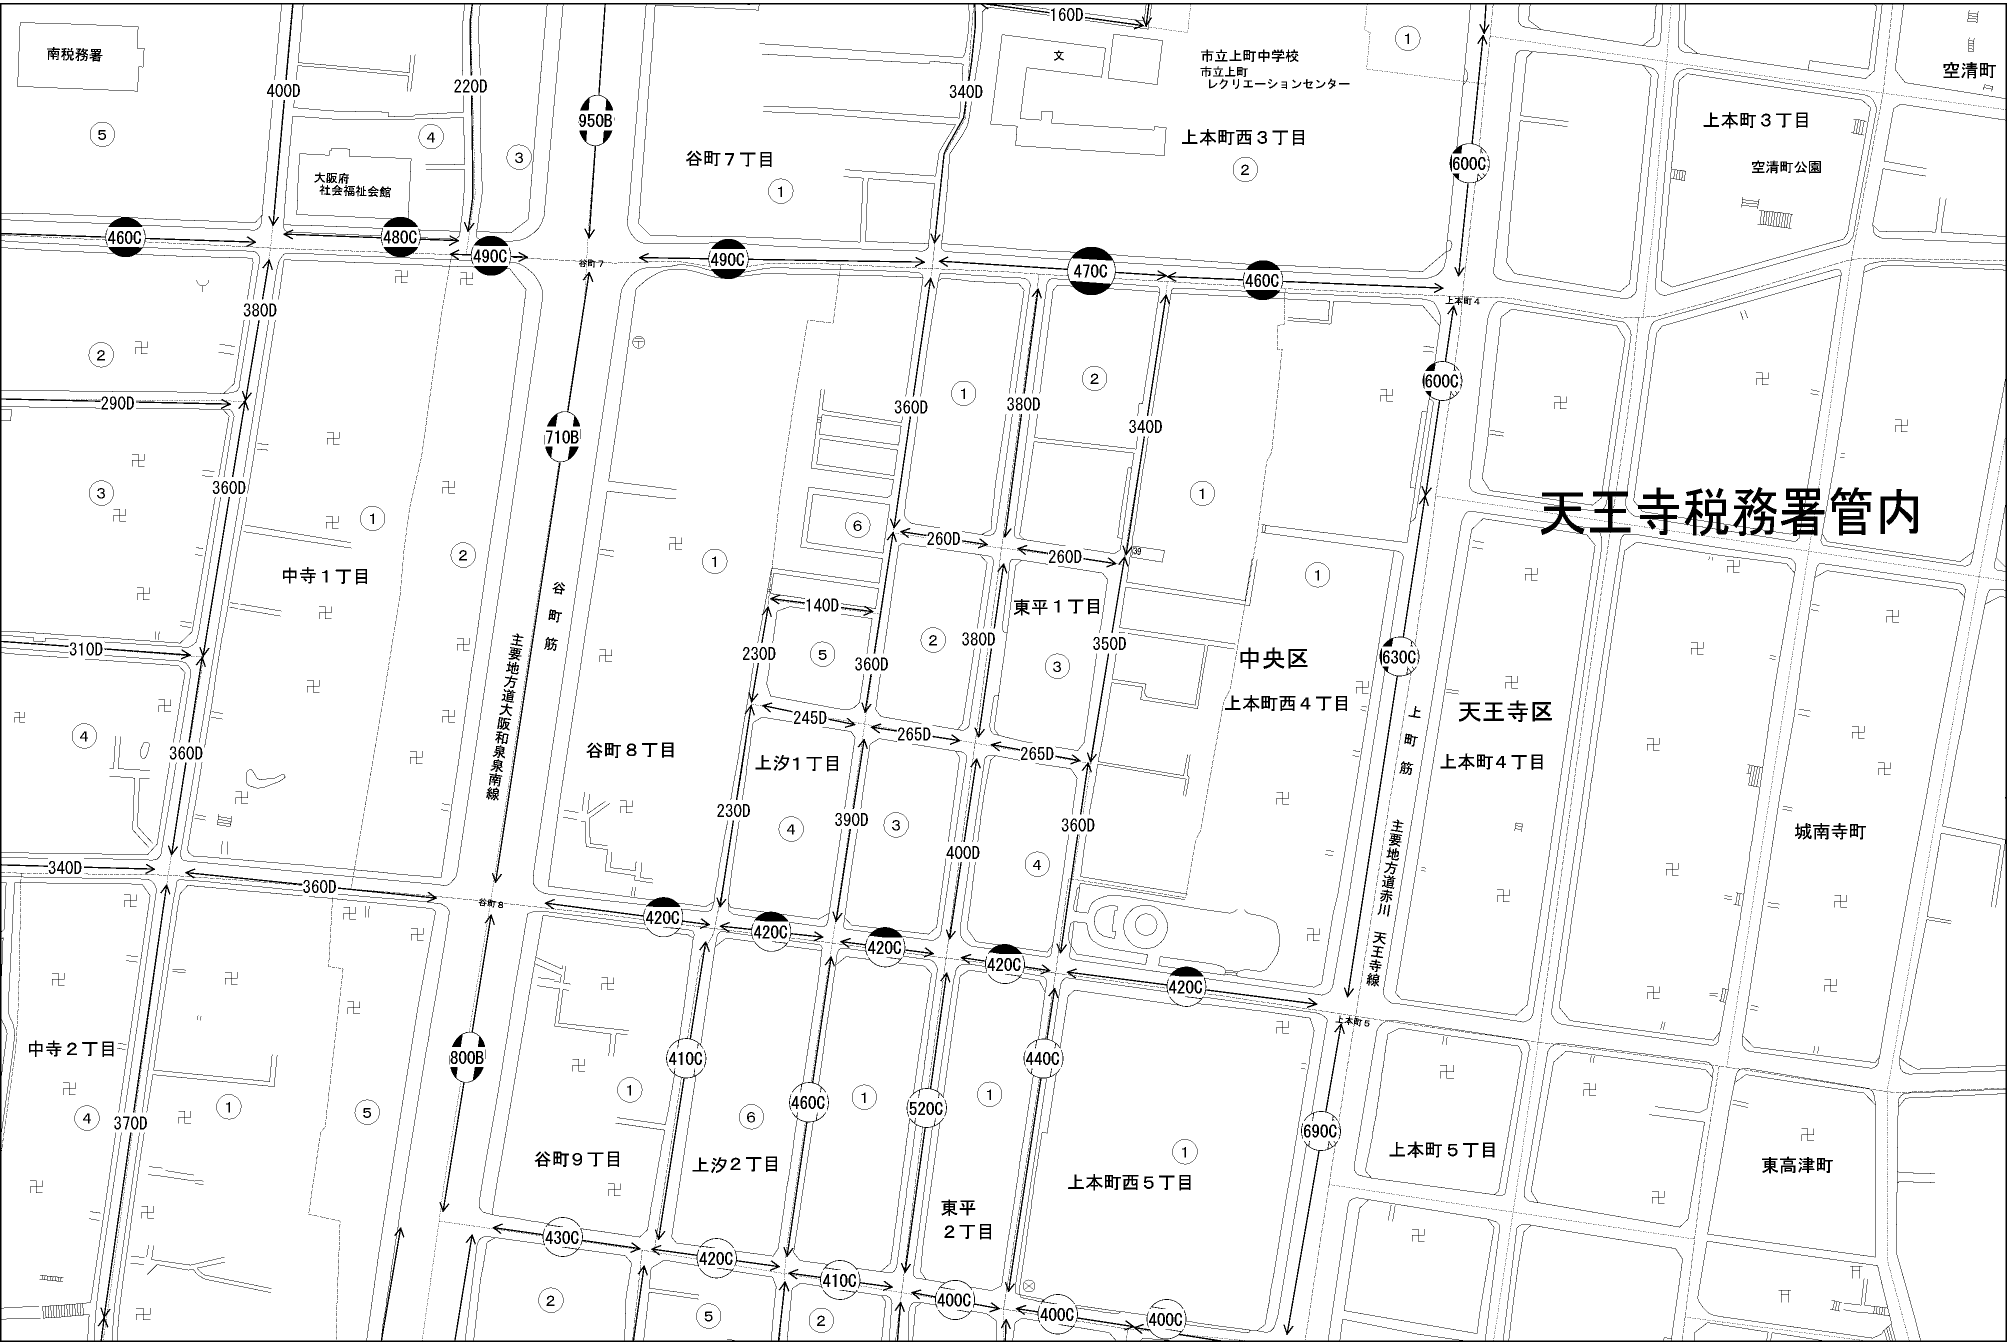 160D
南税務署
400D
220D
950B
340D
文
市立上町中学校
市立上町
レクリエーションセンター
①
空清町
⑤
④
③
谷町７丁目
①
上本町西３丁目
②
600C
上本町３丁目
空清町公園
大阪府
社会福祉会館
460C
480C
490C
谷町７
490C
470C
460C
上本町４
380D
②
290D
710B
360D
①
380D
②
340D
600C
③
360D
①
②
中寺１丁目
谷町筋
主要地方道大阪和泉泉南線
①
⑥
260D
260D
39
①
①
天王寺税務署管内
310D
140D
230D
⑤
360D
②
380D
東平１丁目
③
350D
中央区
上本町西４丁目
630C
上町筋
天王寺区
上本町４丁目
④
360D
谷町８丁目
245D
265D
265D
上汐１丁目
230D
④
390D
③
400D
④
360D
主要地方道赤川天王寺線
城南寺町
340D
360D
谷町８
420C
420C
420C
420C
420C
上本町５
中寺２丁目
④
370D
①
⑤
800B
①
410C
⑥
460C
①
520C
①
440C
①
690C
谷町９丁目
上汐２丁目
東平
２丁目
上本町西５丁目
上本町５丁目
東高津町
430C
420C
410C
400C
400C
400C
②
⑤
②